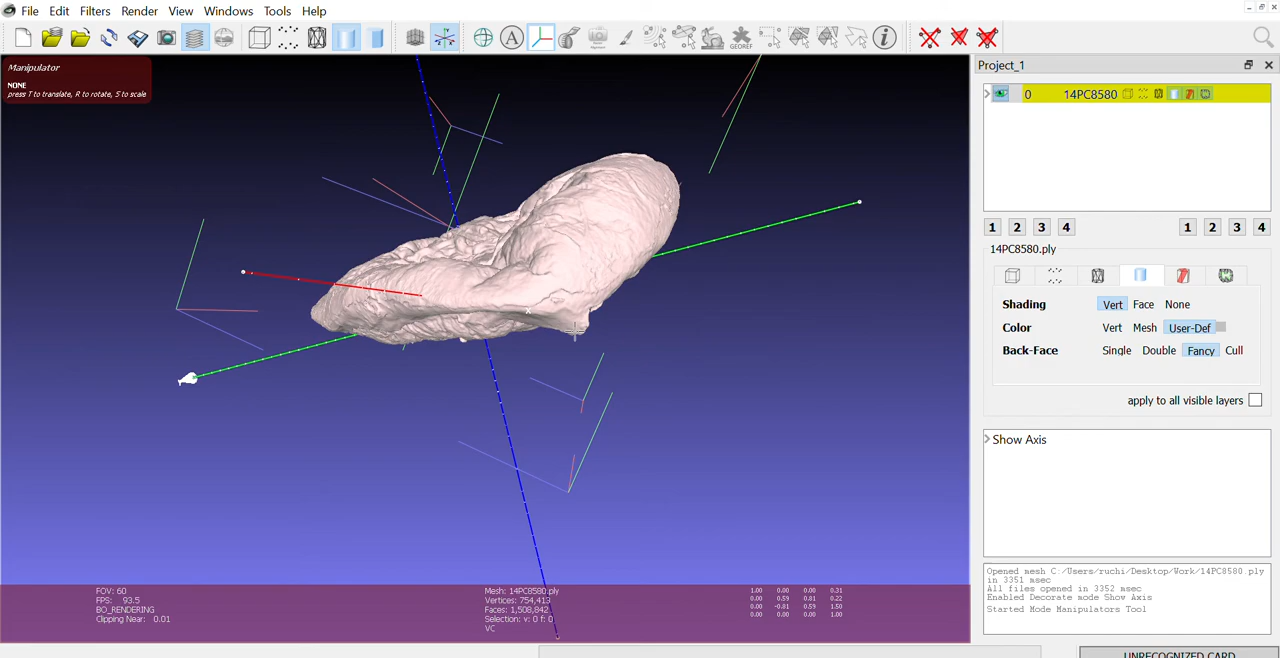 File Edit Filters Render View Windows Tools Help
A
GEOREF
Manipulator
NONE
press T to translate, R to rotate, S to scale
Project_1
0 14PC8580
1 2 3 4 1 2 3 4
14PC8580.ply
Shading Vert Face None
Color Vert Mesh User-Def
Back-Face Single Double Fancy Cull
apply to all visible layers
Show Axis
Opened mesh C:/Users/ruchi/Desktop/Work/14PC8580.ply
in 3351 msec
All files opened in 3352 msec
Enabled Decorate mode Show Axis
Started Mode Manipulators Tool
FOV: 60
FPS: 93.5
BO_RENDERING
Clipping Near: 0.01
Mesh: 14PC8580.ply
Vertices: 754,413
Faces: 1,508,842
Selection: v: 0 f: 0
VC
1.00 0.00 0.00 0.31
0.00 0.59 0.81 0.22
0.00 -0.81 0.59 1.50
0.00 0.00 0.00 1.00
UNRECOGNIZED CARD